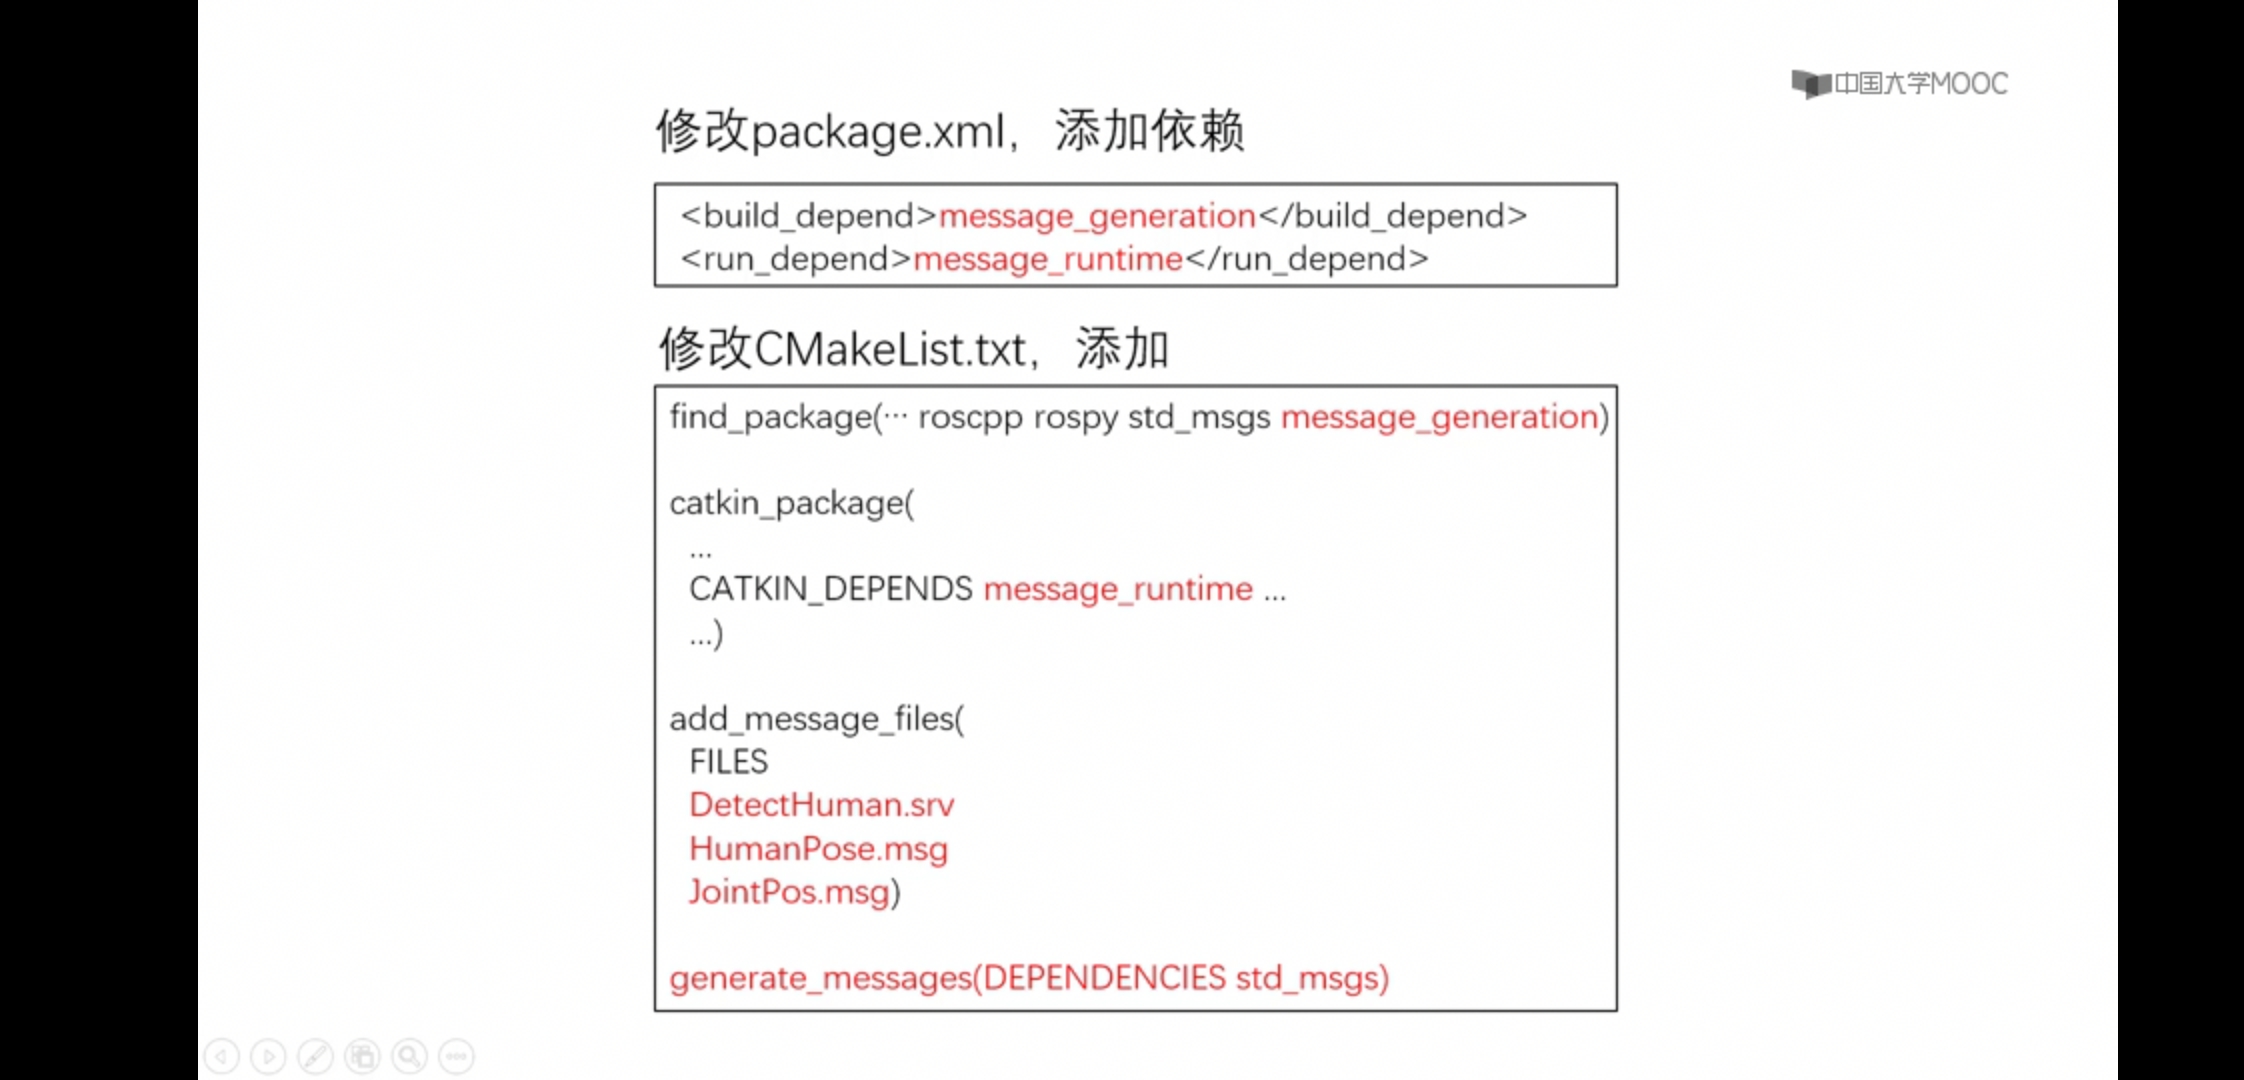 中国大学MOOC
修改package.xml，添加依赖
<build_depend>message_generation</build_depend>
<run_depend>message_runtime</run_depend>
修改CMakeList.txt，添加
find_package(… roscpp rospy std_msgs message_generation)
catkin_package(
...
CATKIN_DEPENDS message_runtime ...
...)
add_message_files(
FILES
DetectHuman.srv
HumanPose.msg
JointPos.msg)
generate_messages(DEPENDENCIES std_msgs)